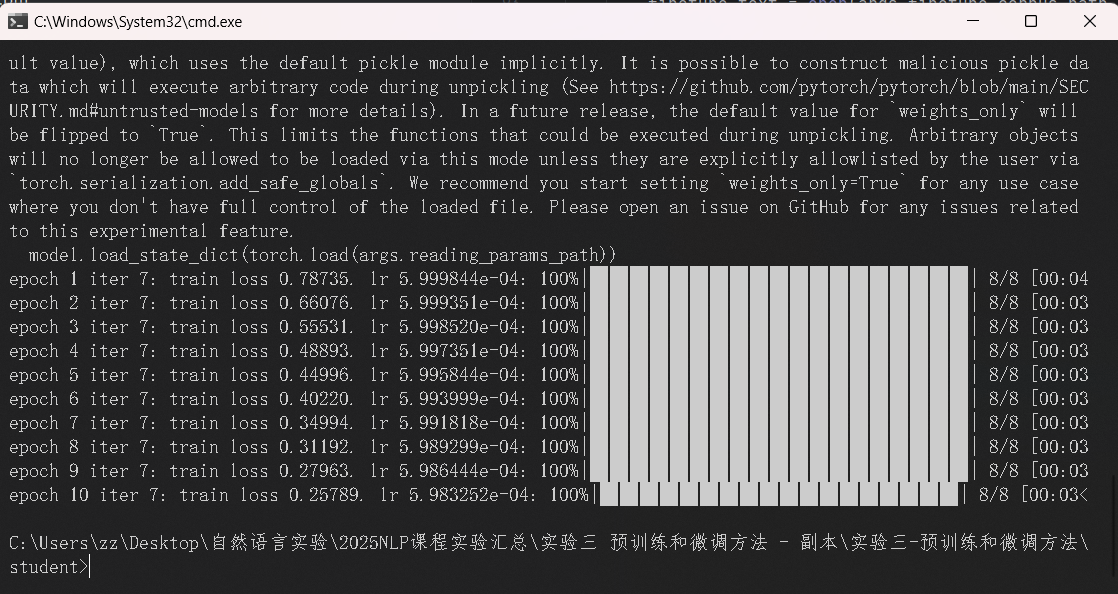 C:\Windows\System32\cmd.exe
ult value), which uses the default pickle module implicitly. It is possible to construct malicious pickle da
ta which will execute arbitrary code during unpickling (See https://github.com/pytorch/pytorch/blob/main/SEC
URITY.md#untrusted-models for more details). In a future release, the default value for `weights_only` will
be flipped to `True`. This limits the functions that could be executed during unpickling. Arbitrary objects
will no longer be allowed to be loaded via this mode unless they are explicitly allowlisted by the user via
`torch.serialization.add_safe_globals`. We recommend you start setting `weights_only=True` for any use case
where you don't have full control of the loaded file. Please open an issue on GitHub for any issues related
to this experimental feature.
model.load_state_dict(torch.load(args.reading_params_path))
epoch 1 iter 7: train loss 0.78735. lr 5.999844e-04: 100%| | 8/8 [00:04
epoch 2 iter 7: train loss 0.66076. lr 5.999351e-04: 100%| | 8/8 [00:03
epoch 3 iter 7: train loss 0.55531. lr 5.998520e-04: 100%| | 8/8 [00:03
epoch 4 iter 7: train loss 0.48893. lr 5.997351e-04: 100%| | 8/8 [00:03
epoch 5 iter 7: train loss 0.44996. lr 5.995844e-04: 100%| | 8/8 [00:03
epoch 6 iter 7: train loss 0.40220. lr 5.993999e-04: 100%| | 8/8 [00:03
epoch 7 iter 7: train loss 0.34994. lr 5.991818e-04: 100%| | 8/8 [00:03
epoch 8 iter 7: train loss 0.31192. lr 5.989299e-04: 100%| | 8/8 [00:03
epoch 9 iter 7: train loss 0.27963. lr 5.986444e-04: 100%| | 8/8 [00:03
epoch 10 iter 7: train loss 0.25789. lr 5.983252e-04: 100%| | 8/8 [00:03<
C:\Users\zz\Desktop\自然语言实验\2025NLP课程实验汇总\实验三 预训练和微调方法 - 副本\实验三-预训练和微调方法\
student>